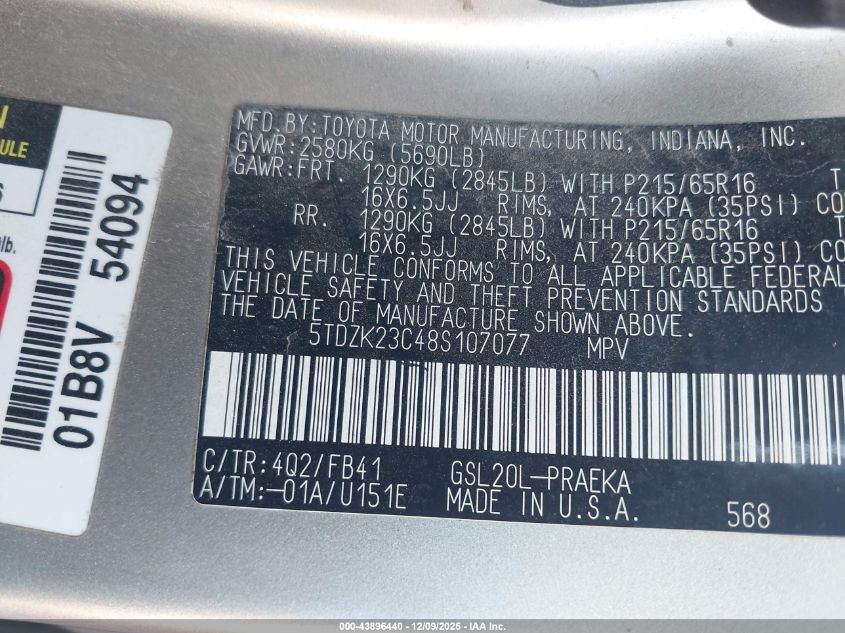 N
ULE
lb.
01B8V 54094
MFD.BY:TOYOTA MOTOR MANUFACTURING, INDIANA, INC.
GVWR:2580KG (5690LB)
GAWR:FRT. 1290KG (2845LB) WITH P215/65R16 T
16X6.5JJ RIMS, AT 240KPA (35PSI) CO
RR. 1290KG (2845LB) WITH P215/65R16 T
16X6.5JJ RIMS, AT 240KPA (35PSI) CO
THIS VEHICLE CONFORMS TO ALL APPLICABLE FEDERAL
VEHICLE SAFETY AND THEFT PREVENTION STANDARDS
THE DATE OF MANUFACTURE SHOWN ABOVE.
5TDZK23C48S107077 MPV
C/TR:4Q2/FB41 GSL20L-PRAEKA
A/TM:-01A/U151E MADE IN U.S.A. 568
000-43896440 | 12/09/2025 | IAA Inc.